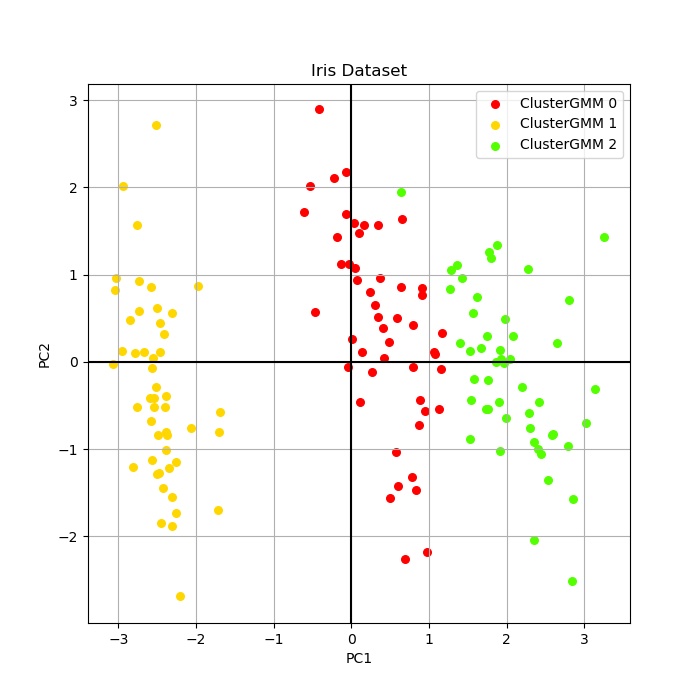 Iris Dataset
ClusterGMM 0
ClusterGMM 1
ClusterGMM 2
PC2
3
2
1
0
−1
−2
−3 −2 −1 0 1 2 3
PC1